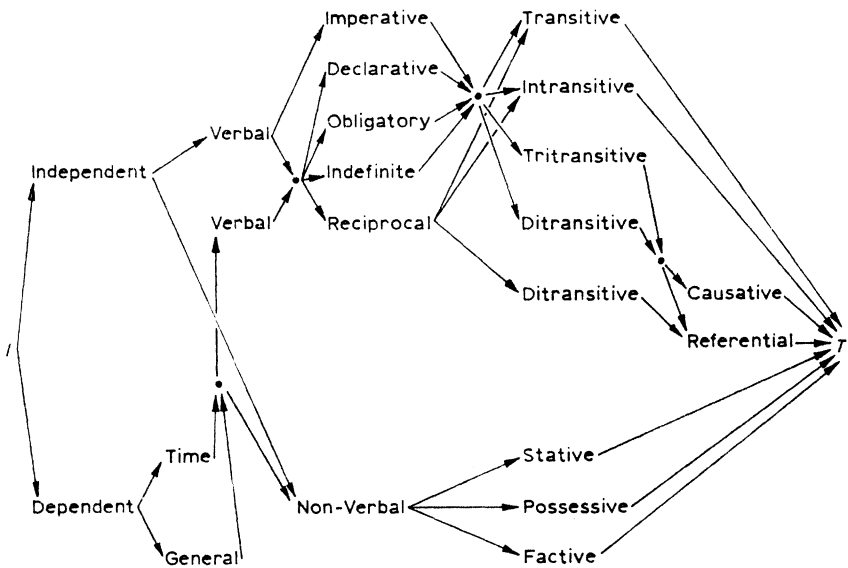 Imperative
Transitive
Declarative
Intransitive
Obligatory
Verbal
Tritransitive
Independent
Indefinite
Verbal
Reciprocal
Ditransitive
Ditransitive
Causative
I
Referential
T
Time
Stative
Dependent
Non-Verbal
Possessive
General
Factive